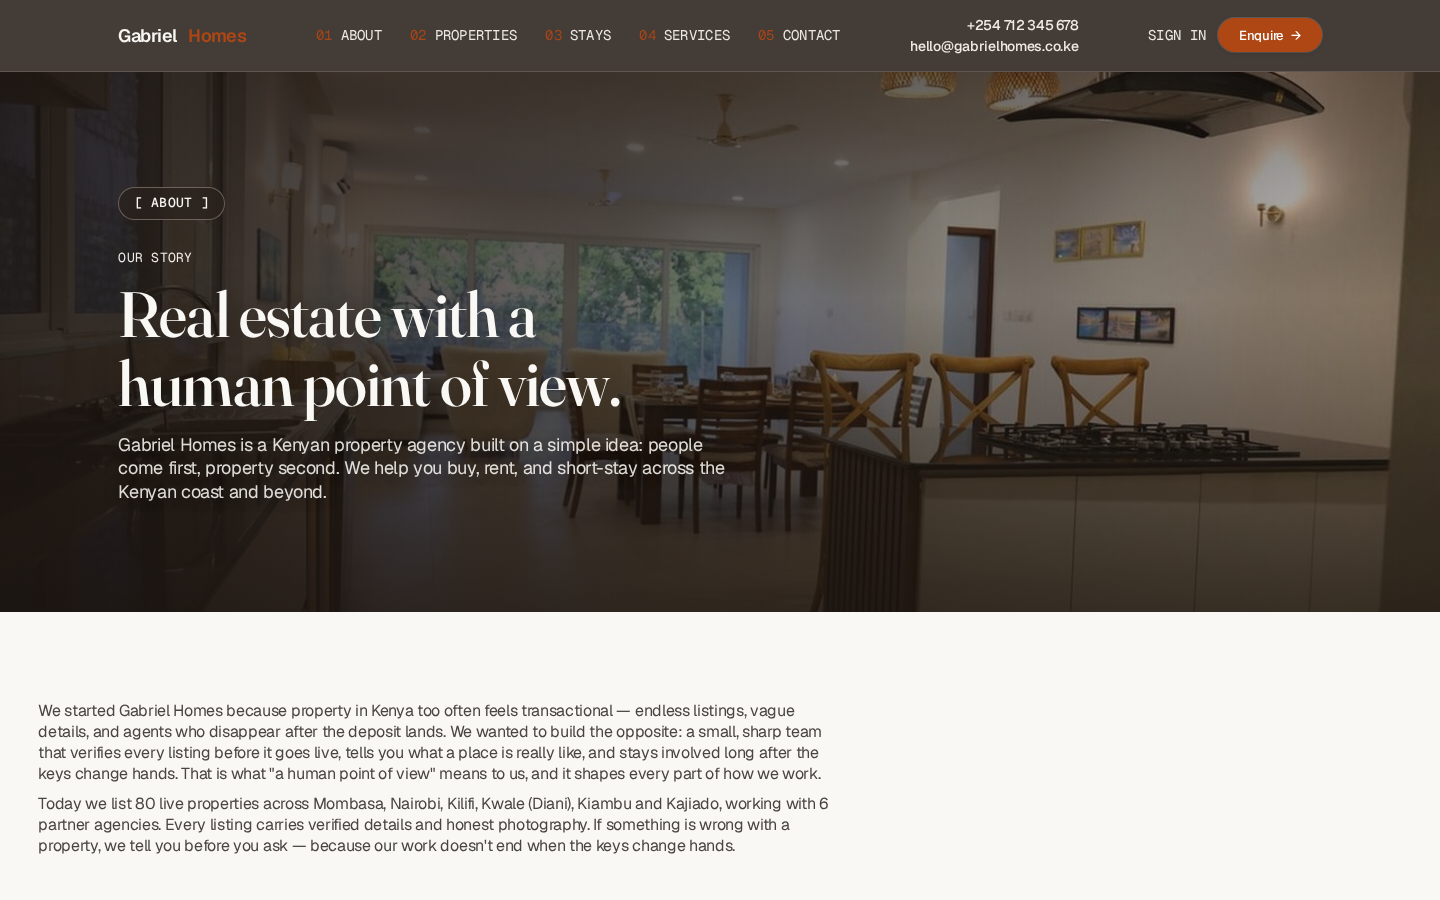 Gabriel Homes
01 ABOUT
02 PROPERTIES
03 STAYS
04 SERVICES
05 CONTACT
+254 712 345 678
hello@gabrielhomes.co.ke
SIGN IN
Enquire →
[ ABOUT ]
OUR STORY
Real estate with a
human point of view.
Gabriel Homes is a Kenyan property agency built on a simple idea: people
come first, property second. We help you buy, rent, and short-stay across the
Kenyan coast and beyond.
We started Gabriel Homes because property in Kenya too often feels transactional — endless listings, vague
details, and agents who disappear after the deposit lands. We wanted to build the opposite: a small, sharp team
that verifies every listing before it goes live, tells you what a place is really like, and stays involved long after the
keys change hands. That is what "a human point of view" means to us, and it shapes every part of how we work.
Today we list 80 live properties across Mombasa, Nairobi, Kilifi, Kwale (Diani), Kiambu and Kajiado, working with 6
partner agencies. Every listing carries verified details and honest photography. If something is wrong with a
property, we tell you before you ask — because our work doesn't end when the keys change hands.